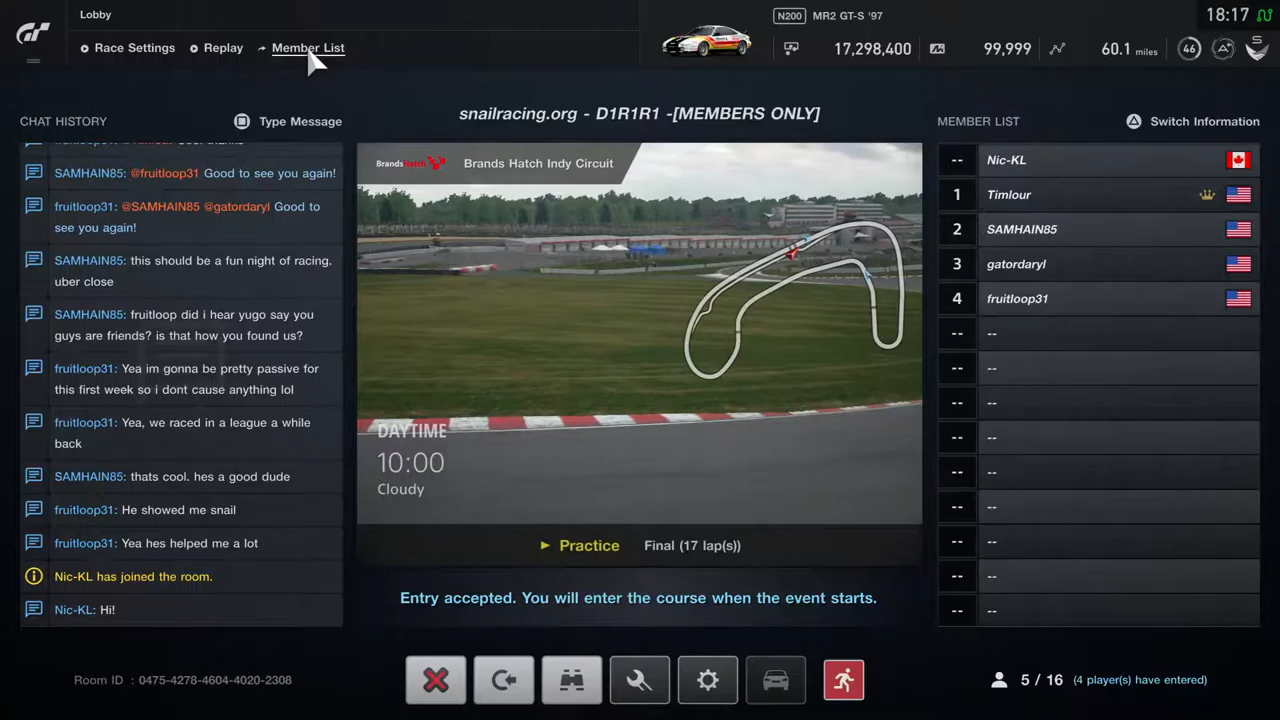 Lobby
Race Settings
Replay
Member List
N200
MR2 GT-S '97
17,298,400
99,999
60.1 miles
46
18:17
CHAT HISTORY
Type Message
SAMHAIN85: @fruitloop31 Good to see you again!
fruitloop31: @SAMHAIN85 @gatordaryl Good to
see you again!
SAMHAIN85: this should be a fun night of racing.
uber close
SAMHAIN85: fruitloop did i hear yugo say you
guys are friends? is that how you found us?
fruitloop31: Yea im gonna be pretty passive for
this first week so i dont cause anything lol
fruitloop31: Yea, we raced in a league a while
back
SAMHAIN85: thats cool. hes a good dude
fruitloop31: He showed me snail
fruitloop31: Yea hes helped me a lot
Nic-KL has joined the room.
Nic-KL: Hi!
Room ID : 0475-4278-4604-4020-2308
snailracing.org - D1R1R1 -[MEMBERS ONLY]
BrandsHatch
Brands Hatch Indy Circuit
DAYTIME
10:00
Cloudy
Practice
Final (17 lap(s))
Entry accepted. You will enter the course when the event starts.
MEMBER LIST
Switch Information
-- Nic-KL
1 Timlour
2 SAMHAIN85
3 gatordaryl
4 fruitloop31
-- --
-- --
-- --
-- --
-- --
-- --
-- --
-- --
-- --
5 / 16
(4 player(s) have entered)